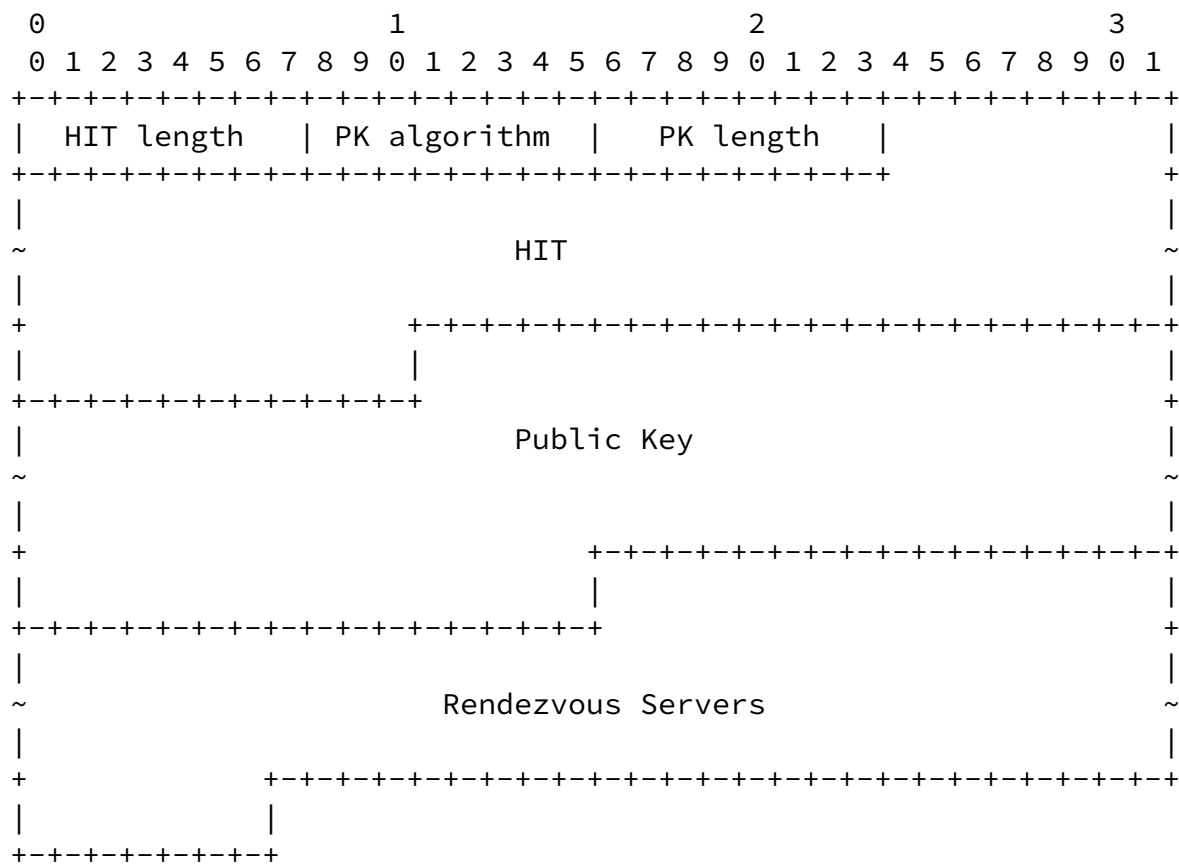 0                   1                   2                   3
0 1 2 3 4 5 6 7 8 9 0 1 2 3 4 5 6 7 8 9 0 1 2 3 4 5 6 7 8 9 0 1
HIT length | PK algorithm | PK length
HIT
Public Key
Rendezvous Servers